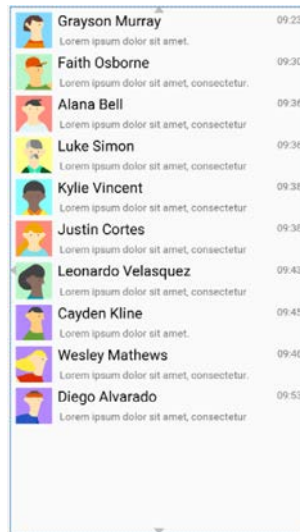 Grayson Murray 09:23
Lorem ipsum dolor sit amet.
Faith Osborne 09:30
Lorem ipsum dolor sit amet, consectetur.
Alana Bell 09:36
Lorem ipsum dolor sit amet, consectetur
Luke Simon 09:36
Lorem ipsum dolor sit amet, consectetur
Kylie Vincent 09:38
Lorem ipsum dolor sit amet, consectetur
Justin Cortes 09:38
Lorem ipsum dolor sit amet, consectetur
Leonardo Velasquez 09:43
Lorem ipsum dolor sit amet, consectetur
Cayden Kline 09:45
Lorem ipsum dolor sit amet.
Wesley Mathews
Lorem ipsum dolor sit amet, consectetur.
Diego Alvarado 09:53
Lorem ipsum dolor sit amet, consectetur